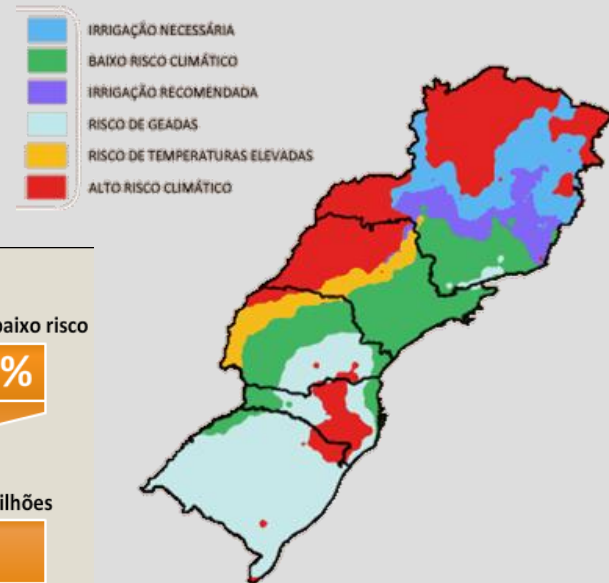 IRRIGAÇÃO NECESSÁRIA
BAIXO RISCO CLIMÁTICO
IRRIGAÇÃO RECOMENDADA
RISCO DE GEADAS
RISCO DE TEMPERATURAS ELEVADAS
ALTO RISCO CLIMÁTICO
baixo risco
%
ilhões